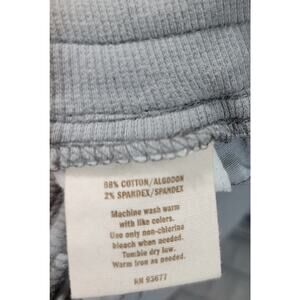 98% COTTON/ALGODON
2% SPANDEX/SPANDEX
Machine wash warm
with like colors.
Use only non-chlorine
bleach when needed.
Tumble dry low.
Warm iron as needed.
RN 93677